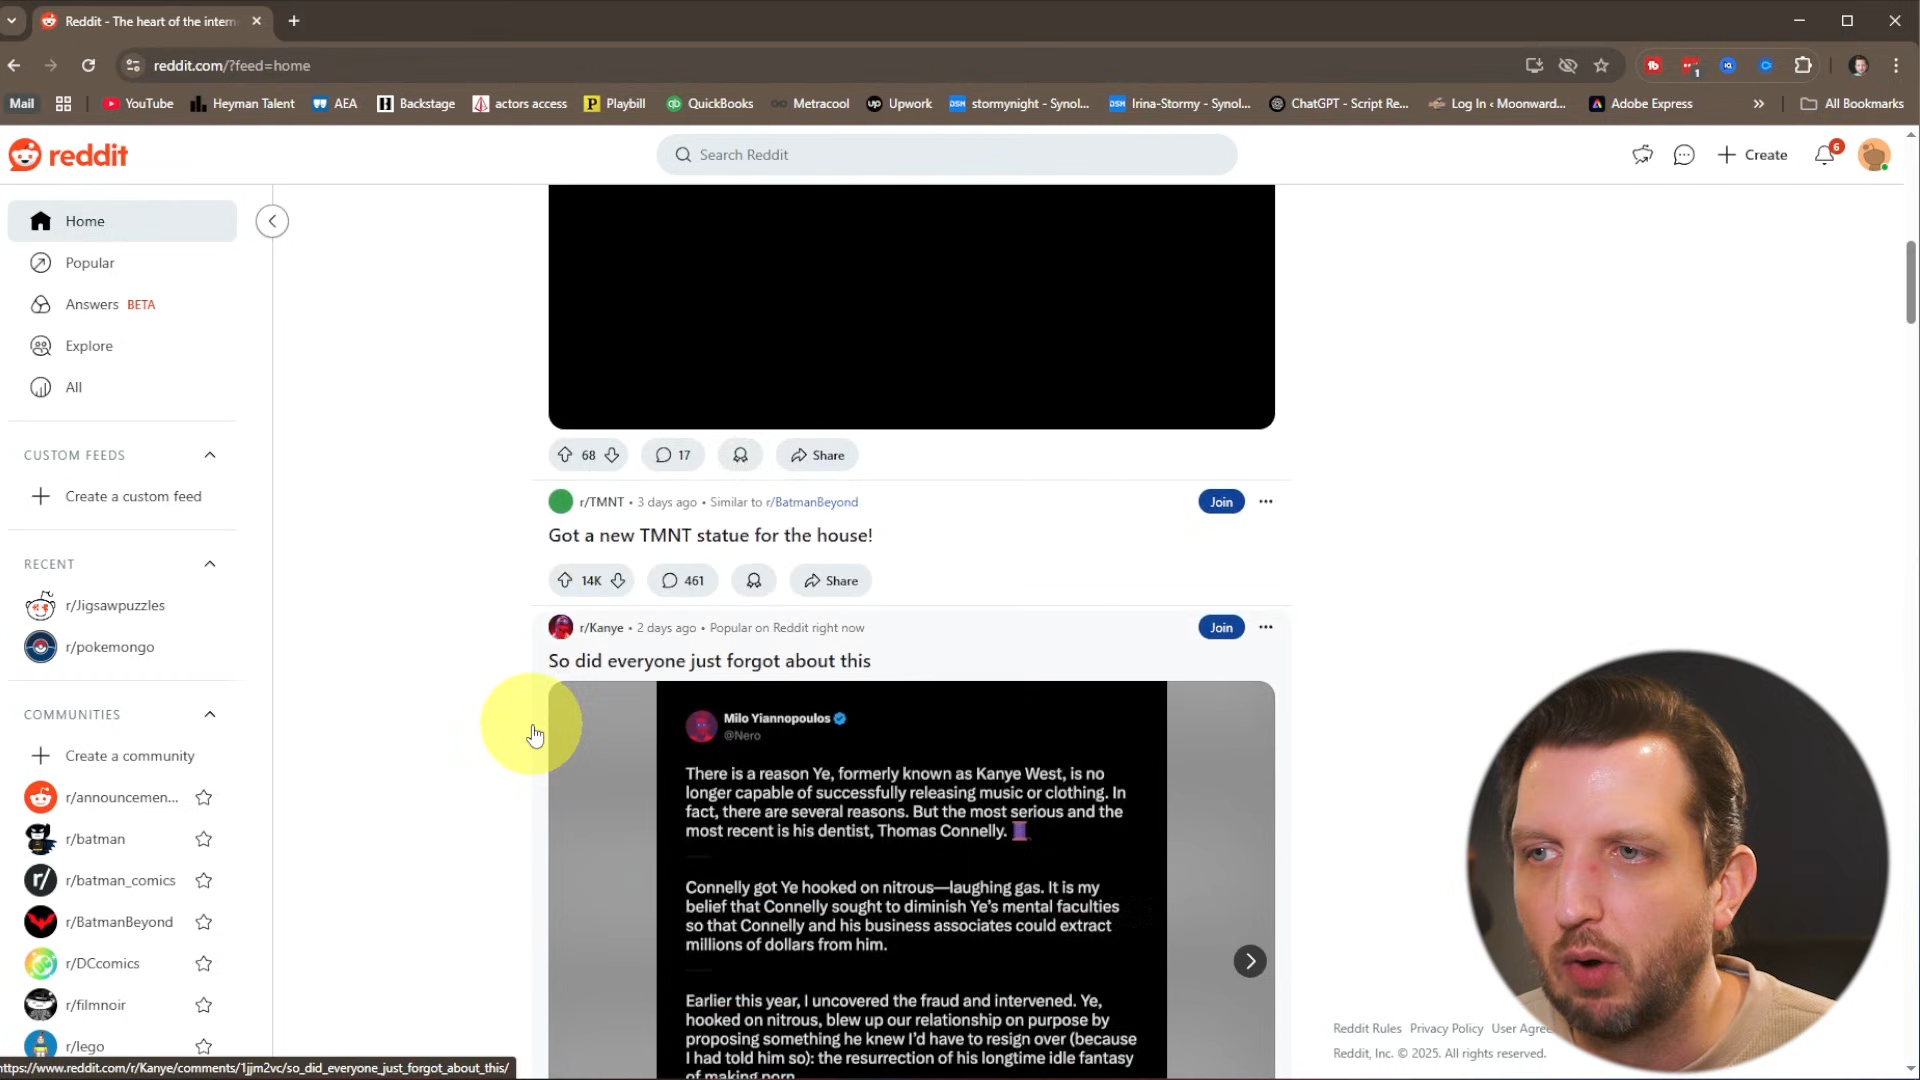 Reddit - The heart of the intern
reddit.com/?feed=home
Mail
YouTube
Heyman Talent
AEA
Backstage
actors access
Playbill
QuickBooks
Metracool
Upwork
stormynight - Synol...
Irina-Stormy - Synol...
ChatGPT - Script Re...
Log In ‹ Moonward...
Adobe Express
All Bookmarks
reddit
Search Reddit
Create
6
Home
Popular
Answers BETA
Explore
All
CUSTOM FEEDS
Create a custom feed
RECENT
r/Jigsawpuzzles
r/pokemongo
COMMUNITIES
Create a community
r/announcemen...
r/batman
r/batman_comics
r/BatmanBeyond
r/DCcomics
r/filmnoir
r/lego
68
17
Share
r/TMNT • 3 days ago • Similar to r/BatmanBeyond
Join
Got a new TMNT statue for the house!
14K
461
Share
r/Kanye • 2 days ago • Popular on Reddit right now
Join
So did everyone just forgot about this
Milo Yiannopoulos
@Nero
There is a reason Ye, formerly known as Kanye West, is no
longer capable of successfully releasing music or clothing. In
fact, there are several reasons. But the most serious and the
most recent is his dentist, Thomas Connelly.
Connelly got Ye hooked on nitrous—laughing gas. It is my
belief that Connelly sought to diminish Ye's mental faculties
so that Connelly and his business associates could extract
millions of dollars from him.
Earlier this year, I uncovered the fraud and intervened. Ye,
hooked on nitrous, blew up our relationship on purpose by
proposing something he knew I'd have to resign over (because
I had told him so): the resurrection of his longtime idle fantasy
of making porn
Reddit Rules Privacy Policy User Agree
Reddit, Inc. © 2025. All rights reserved.
https://www.reddit.com/r/Kanye/comments/1jjm2vc/so_did_everyone_just_forgot_about_this/